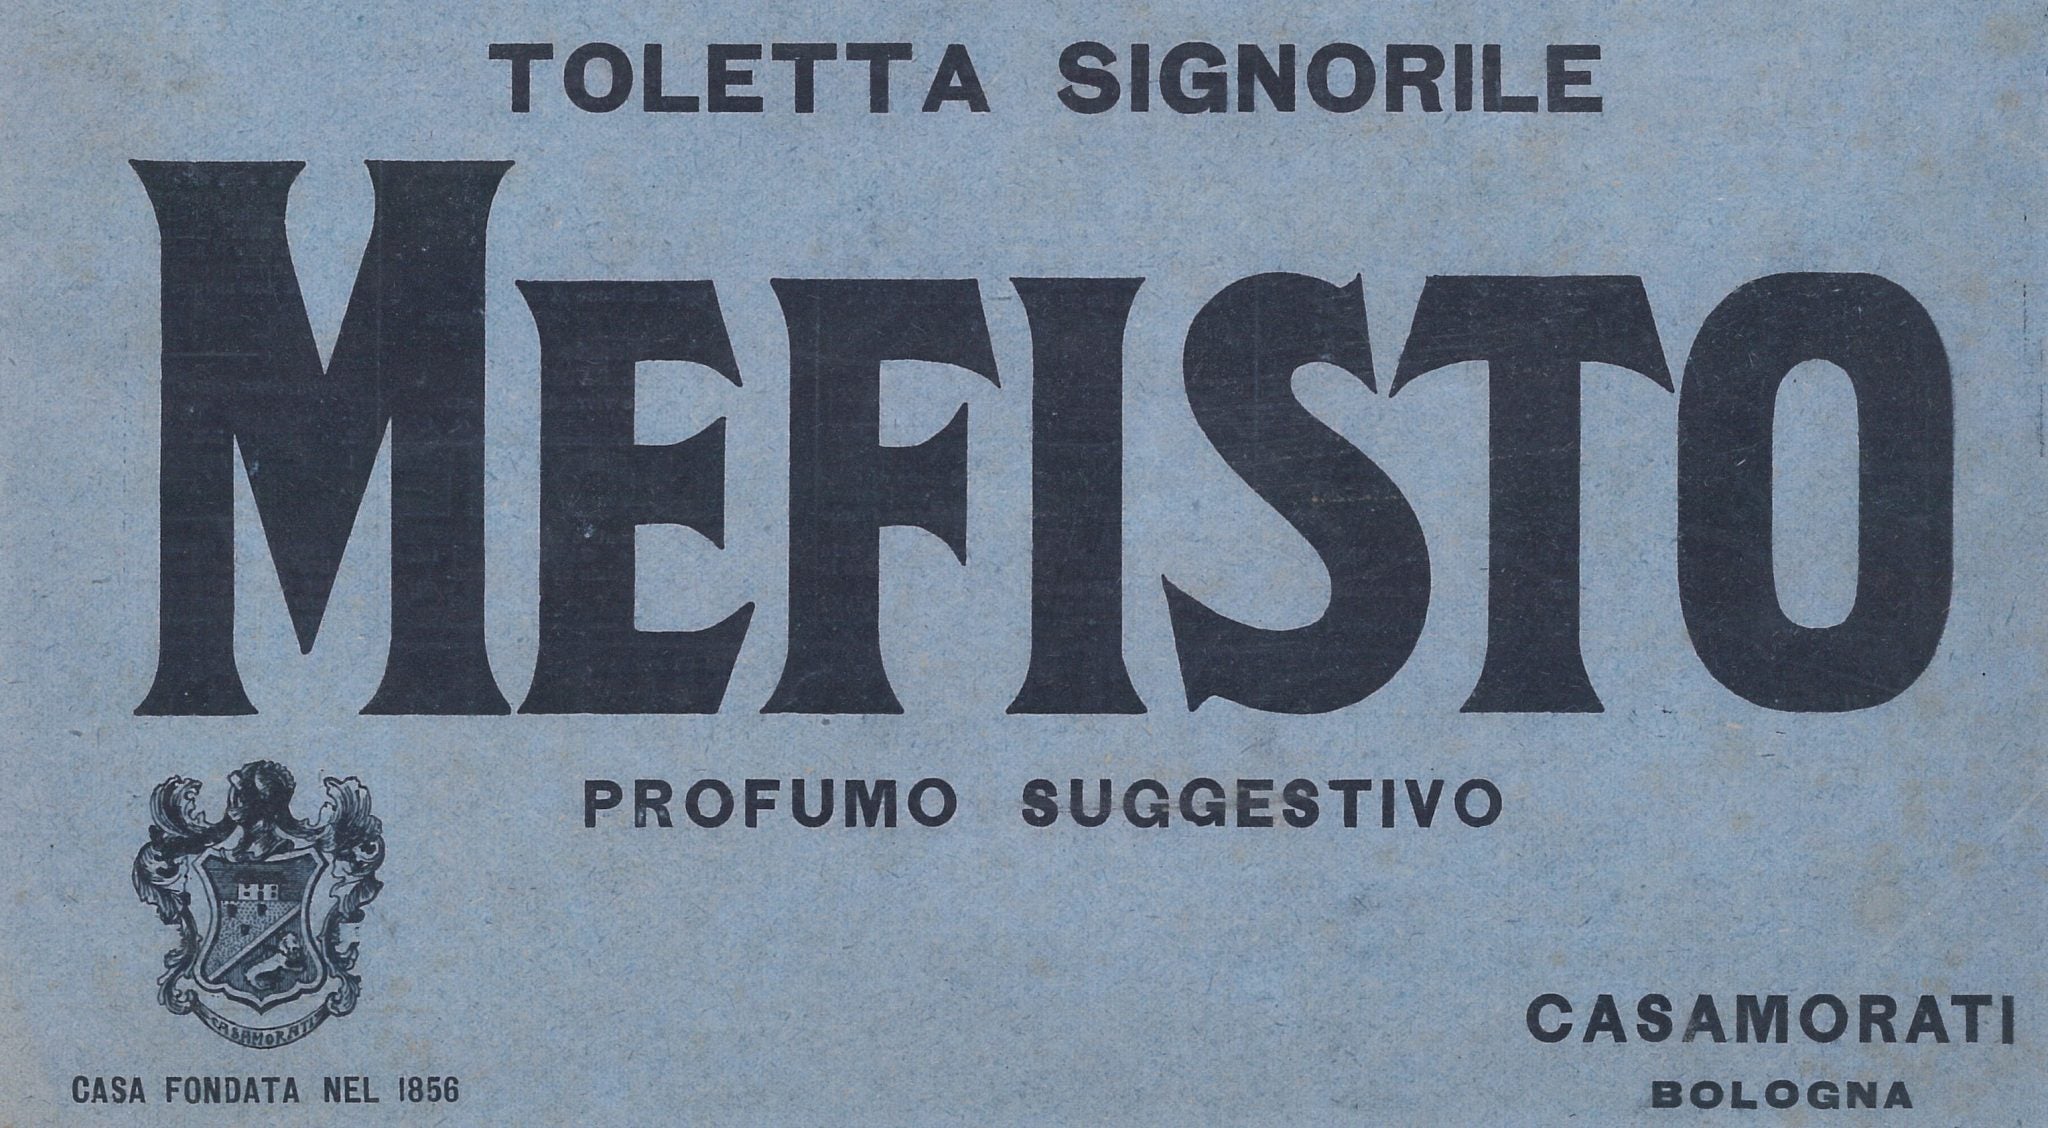 TOLETTA SIGNORILE
MEFISTO
PROFUMO SUGGESTIVO
CASAMORATI
CASA FONDATA NEL 1856
CASAMORATI
BOLOGNA